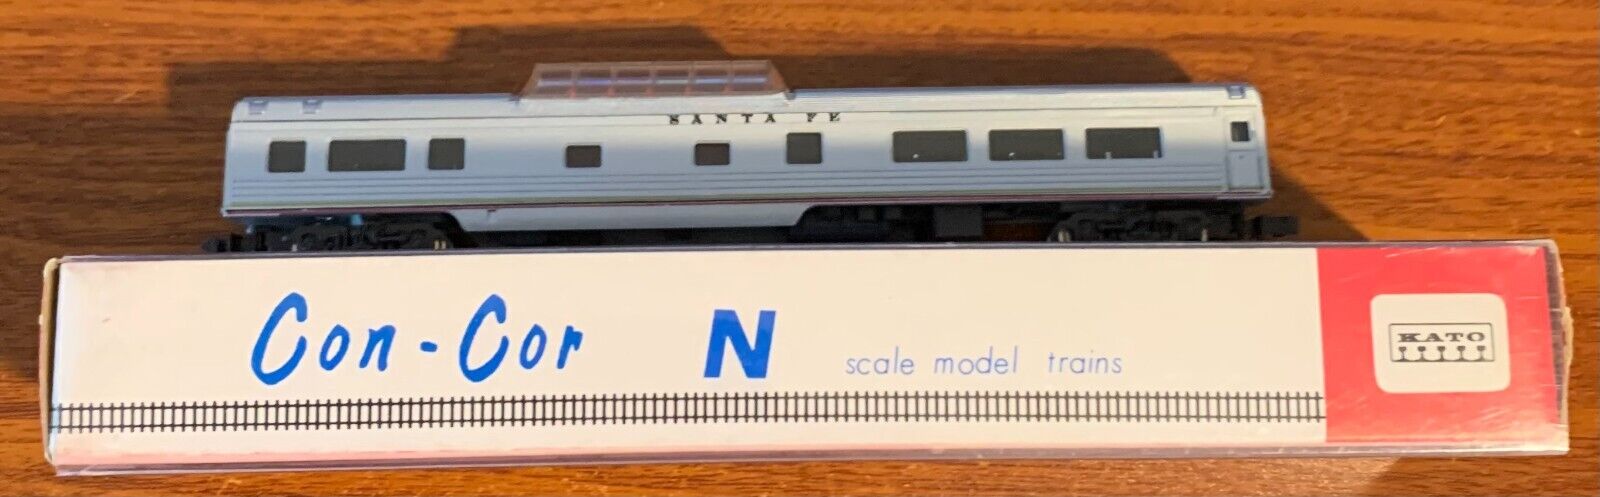 SANTA FE
Con-Cor N scale model trains
KATO